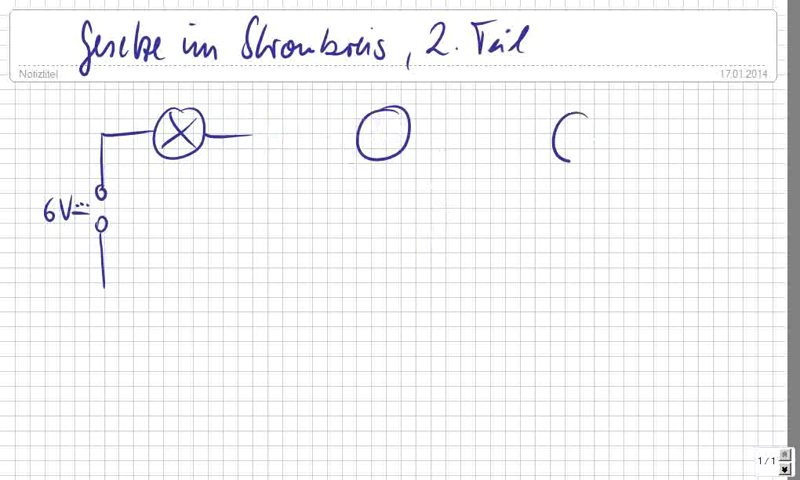 Gesetze im Stromkreis, 2. Teil
Notiztitel
17.01.2014
6V
1/1